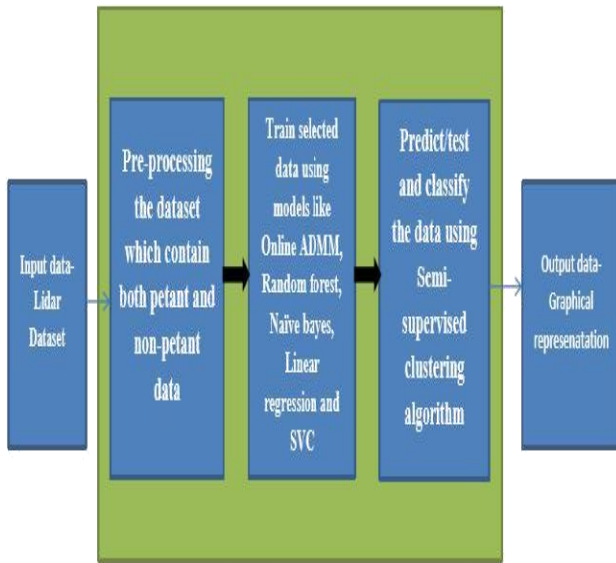 Input data-
Lidar
Dataset
Pre-processing
the dataset
which contain
both petant and
non-petant
data
Train selected
data using
models like
Online ADMM,
Random forest,
Naïve bayes,
Linear
regression and
SVC
Predict/test
and classify
the data using
Semi-
supervised
clustering
algorithm
Output data-
Graphical
represenatation